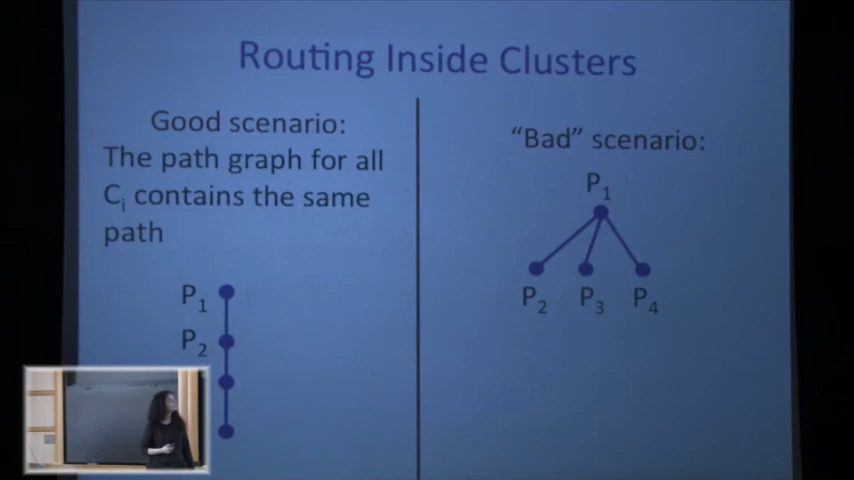 Routing Inside Clusters
Good scenario:
The path graph for all
Cᵢ contains the same
path
P₁
P₂
“Bad” scenario:
P₁
P₂ P₃ P₄